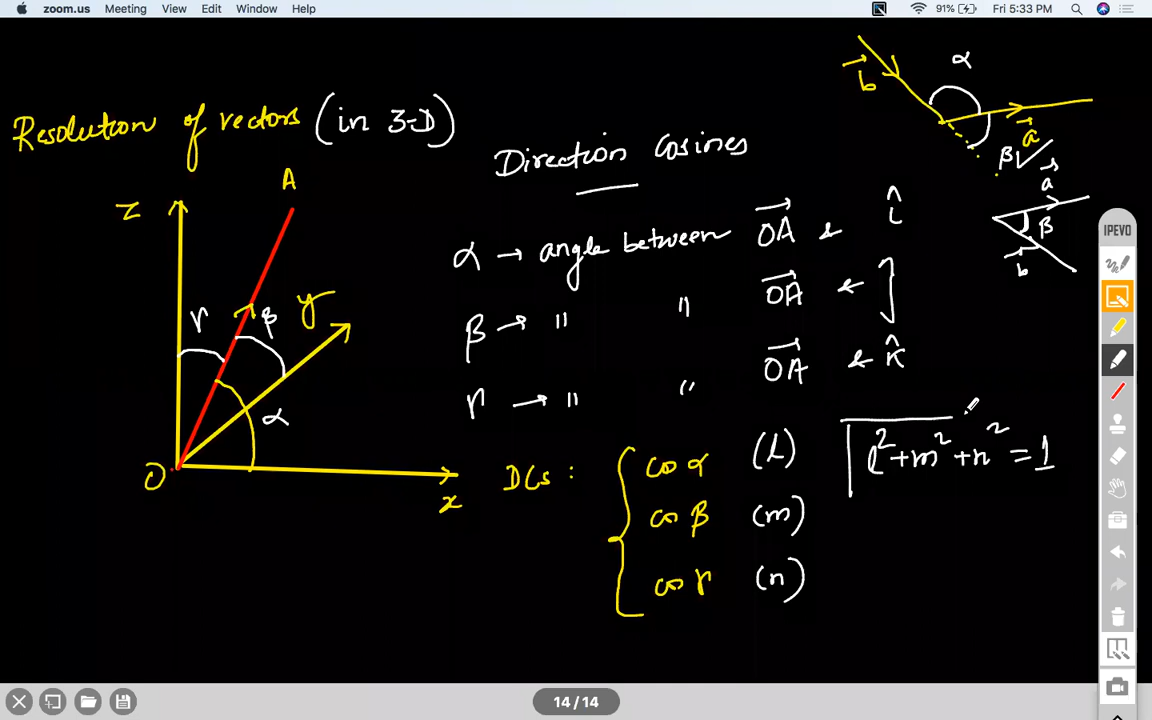 zoom.us Meeting View Edit Window Help 91% Fri 5:33 PM
Resolution of vectors (in 3-D)
Direction Cosines
α → angle between OA & î
β → " " OA & ĵ
γ → " " OA & k̂
DCs : cos α (l)
cos β (m)
cos γ (n)
l² + m² + n² = 1
Z
A
y
γ
β
α
O
x
b
α
a
β
a
β
b
IPEVO
14 / 14